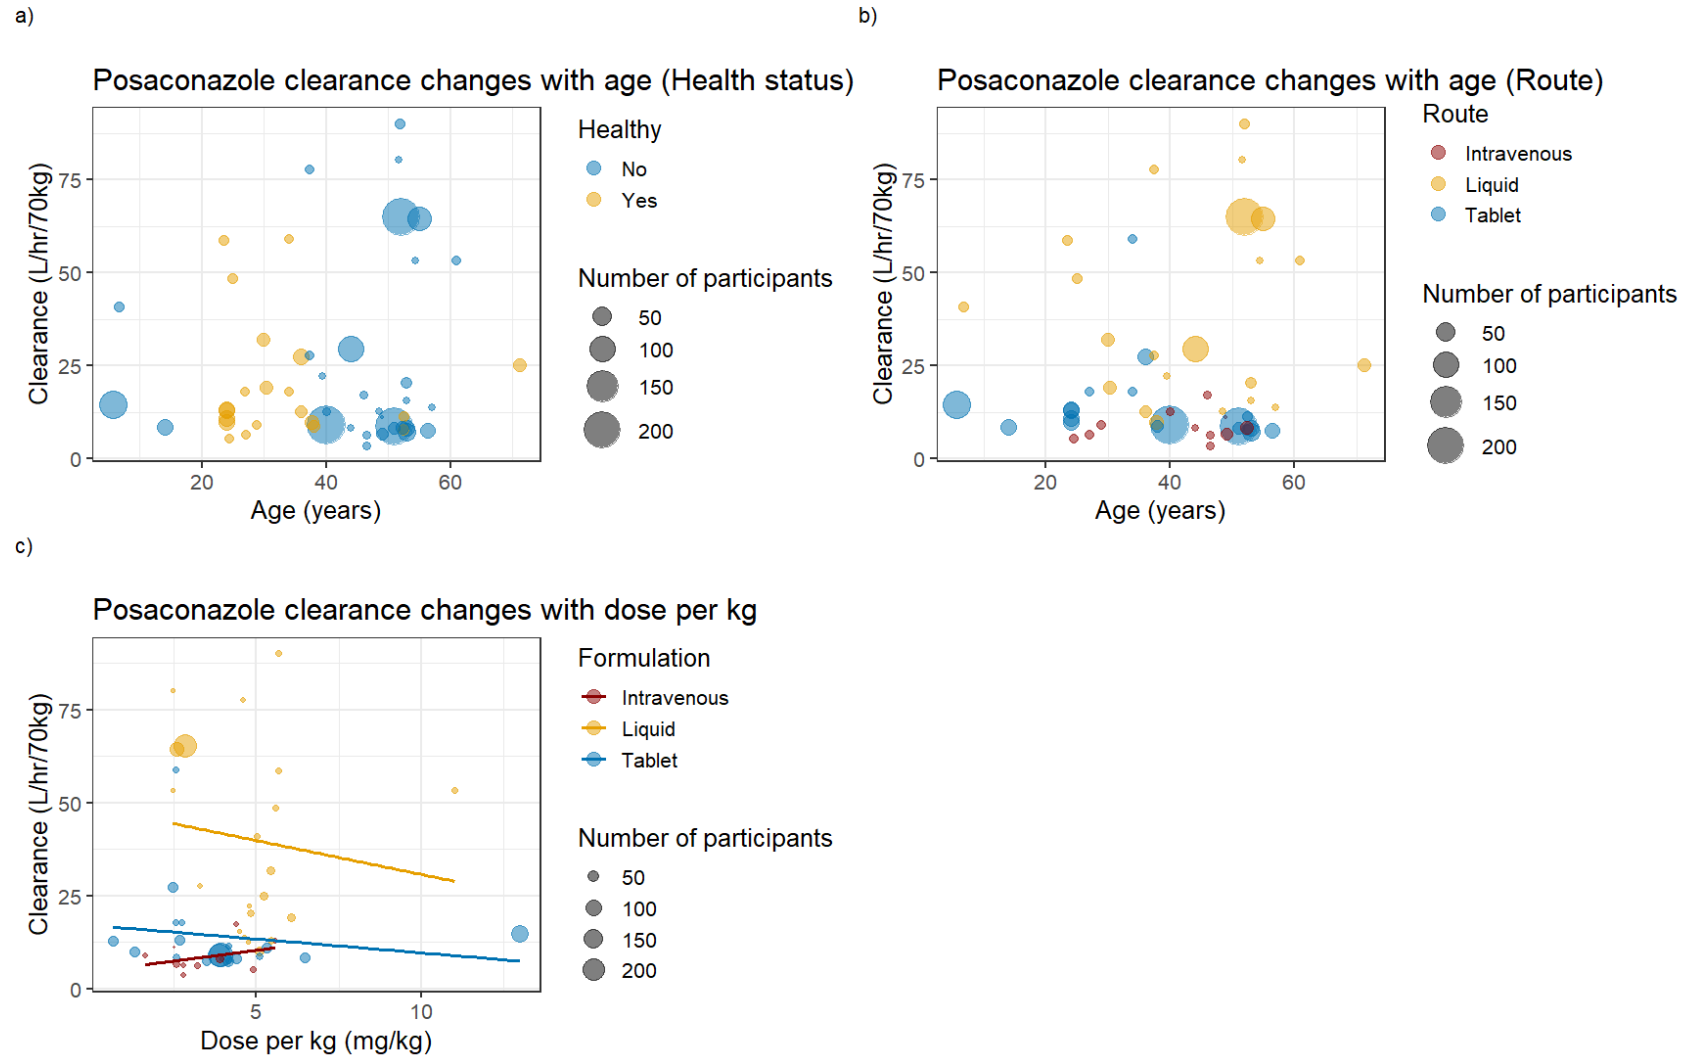 a)
Posaconazole clearance changes with age (Health status)
Clearance (L/hr/70kg)
75
50
25
0
20
40
60
Age (years)
Healthy
No
Yes
Number of participants
50
100
150
200
b)
Posaconazole clearance changes with age (Route)
Clearance (L/hr/70kg)
75
50
25
0
20
40
60
Age (years)
Route
Intravenous
Liquid
Tablet
Number of participants
50
100
150
200
c)
Posaconazole clearance changes with dose per kg
Clearance (L/hr/70kg)
75
50
25
0
5
10
Dose per kg (mg/kg)
Formulation
Intravenous
Liquid
Tablet
Number of participants
50
100
150
200